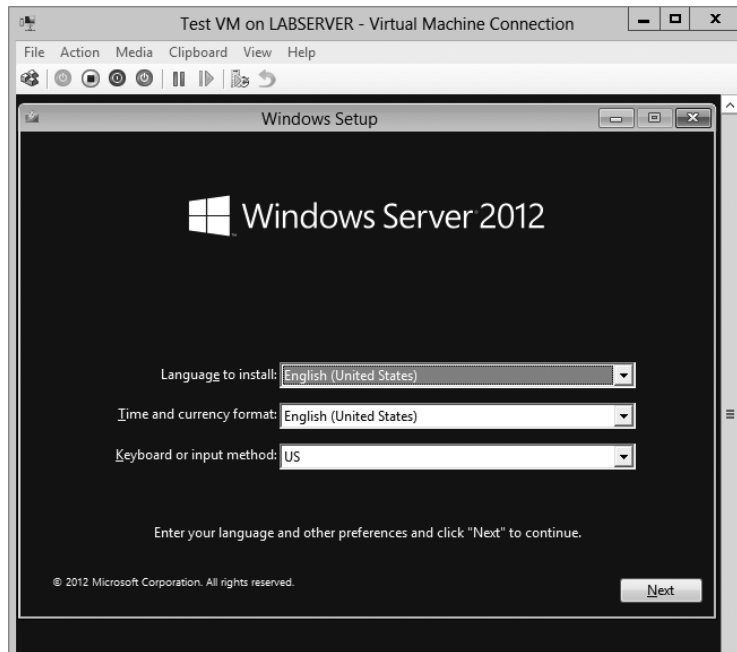 Test VM on LABSERVER - Virtual Machine Connection
File Action Media Clipboard View Help
Windows Setup
Windows Server 2012
Language to install: English (United States)
Time and currency format: English (United States)
Keyboard or input method: US
Enter your language and other preferences and click "Next" to continue.
© 2012 Microsoft Corporation. All rights reserved.
Next